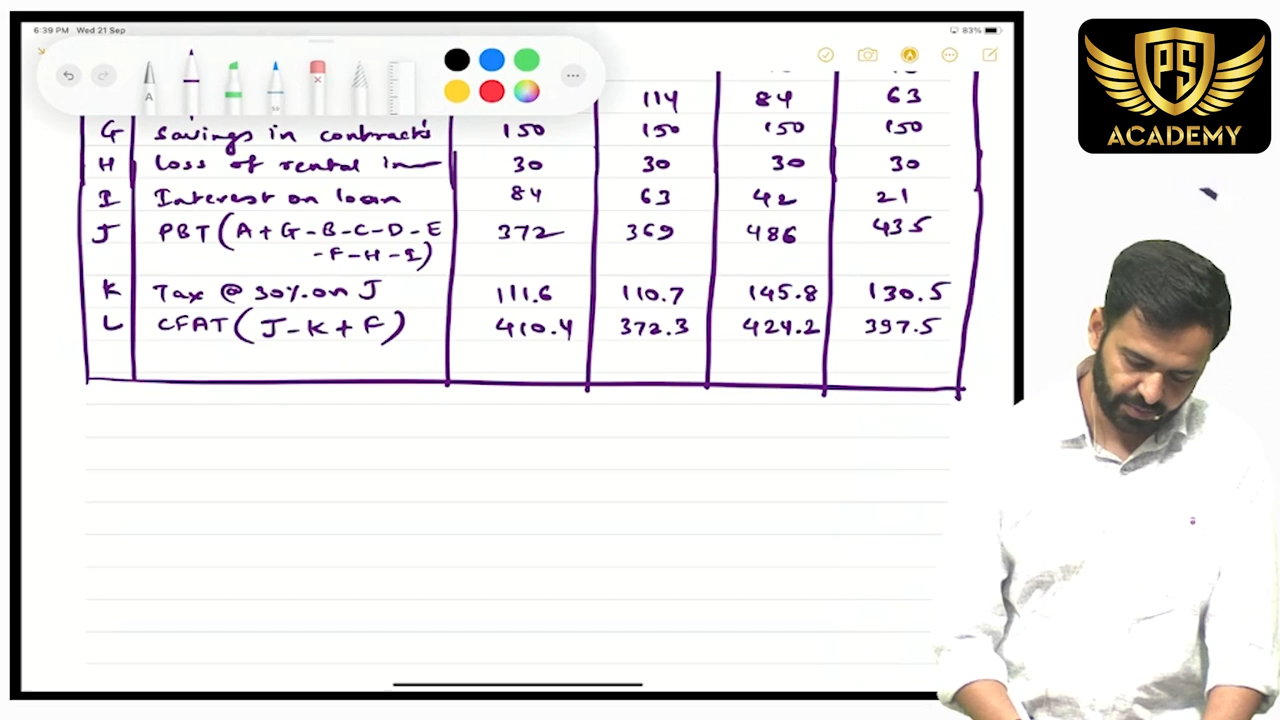 6:39 PM Wed 21 Sep 83%
114 84 63
G Savings in contracts 150 150 150 150
H Loss of rental in 30 30 30 30
I Interest on loan 84 63 42 21
J PBT (A+G-B-C-D-E 372 369 486 435
-F-H-I)
K Tax @ 30% on J 111.6 110.7 145.8 130.5
L CFAT (J-K+F) 410.4 372.3 424.2 397.5
PS
ACADEMY